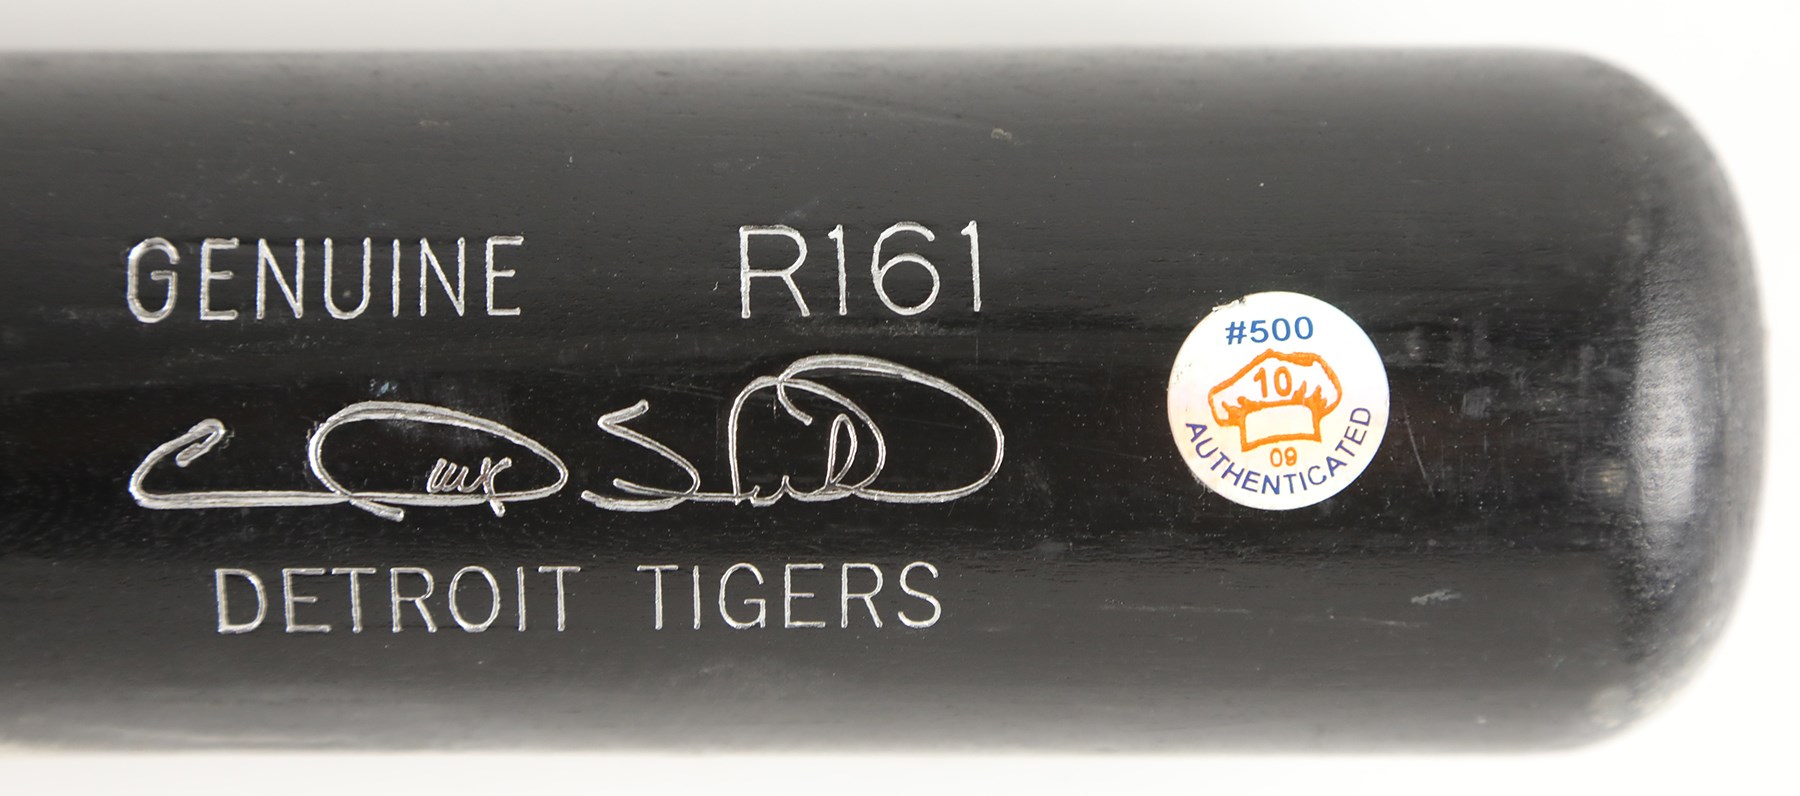 GENUINE R161
DETROIT TIGERS
#500
10
09
AUTHENTICATED